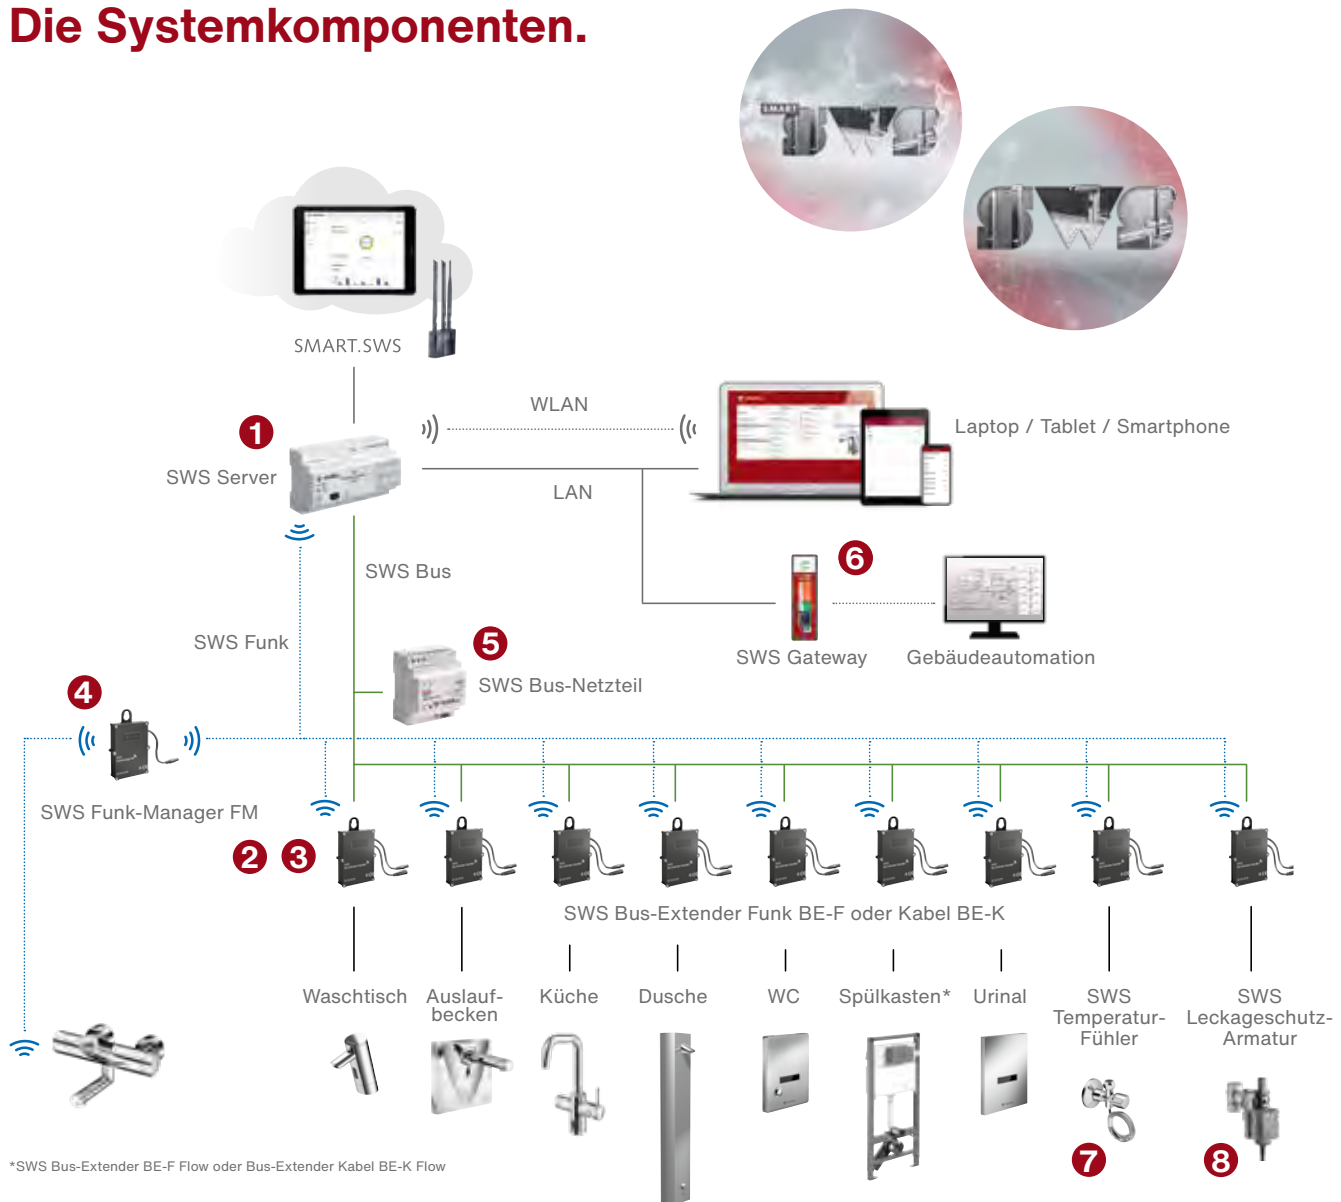 Die Systemkomponenten.
SMART
SWS
SWS
SMART.SWS
1
SWS Server
WLAN
LAN
Laptop / Tablet / Smartphone
SWS Bus
SWS Funk
6
SWS Gateway
Gebäudeautomation
5
SWS Bus-Netzteil
4
SWS Funk-Manager FM
2 3
SWS Bus-Extender Funk BE-F oder Kabel BE-K
Waschtisch
Auslauf-
becken
Küche
Dusche
WC
Spülkasten*
Urinal
SWS
Temperatur-
Fühler
SWS
Leckageschutz-
Armatur
7
8
*SWS Bus-Extender BE-F Flow oder Bus-Extender Kabel BE-K Flow